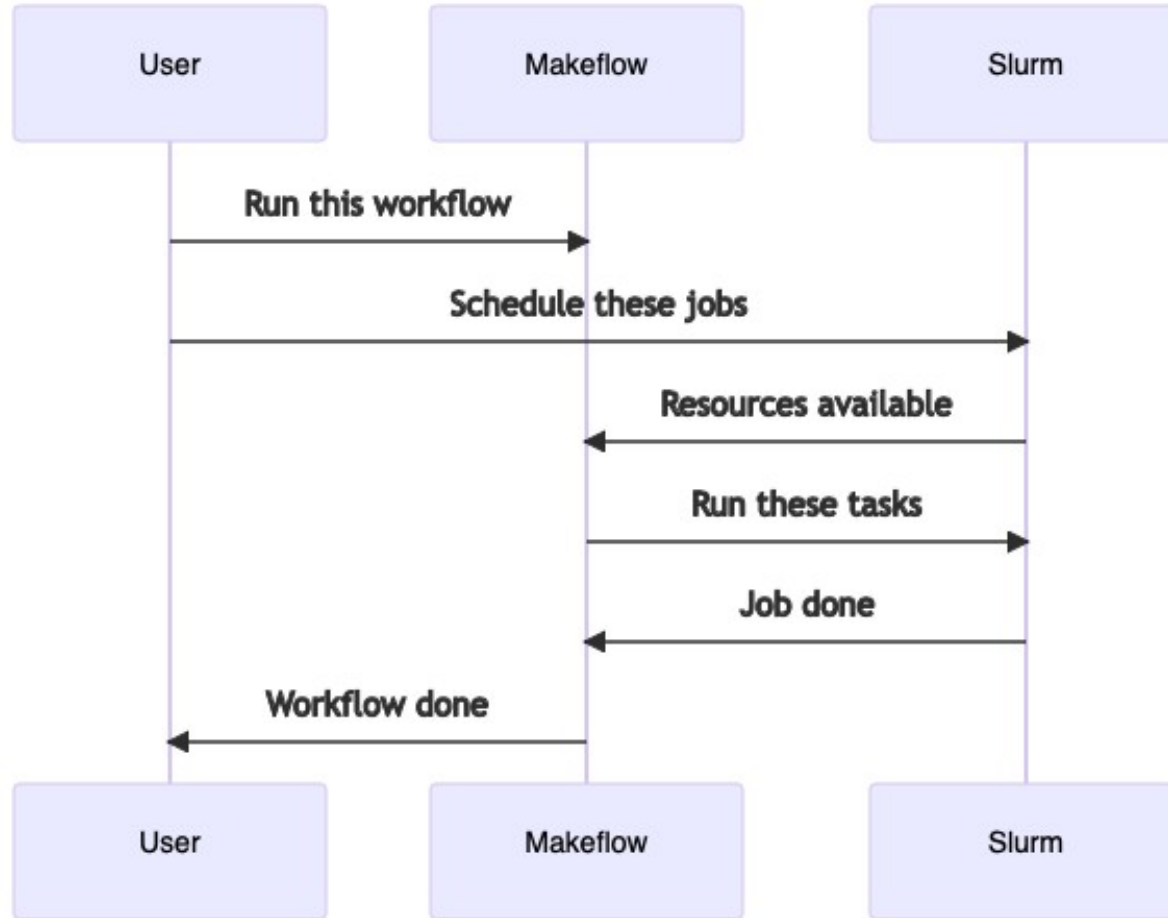 User
Makeflow
Slurm
Run this workflow
Schedule these jobs
Resources available
Run these tasks
Job done
Workflow done
User
Makeflow
Slurm